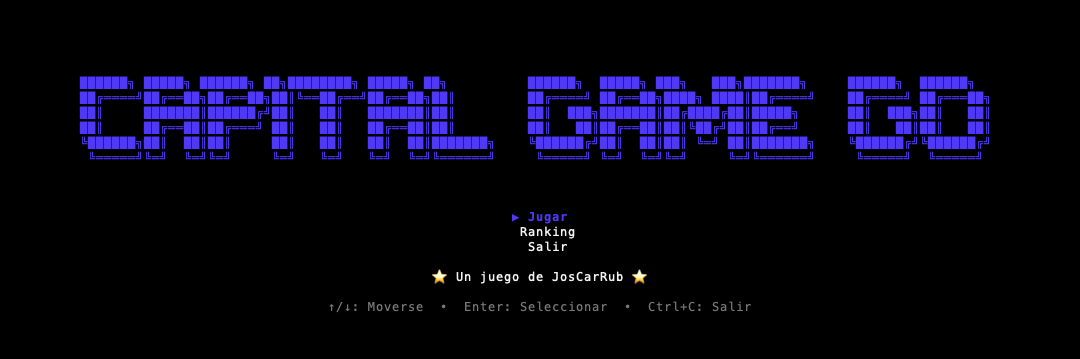 CAPITAL GAME GO
▶ Jugar
Ranking
Salir
⭐ Un juego de JosCarRub ⭐
↑/↓: Moverse • Enter: Seleccionar • Ctrl+C: Salir